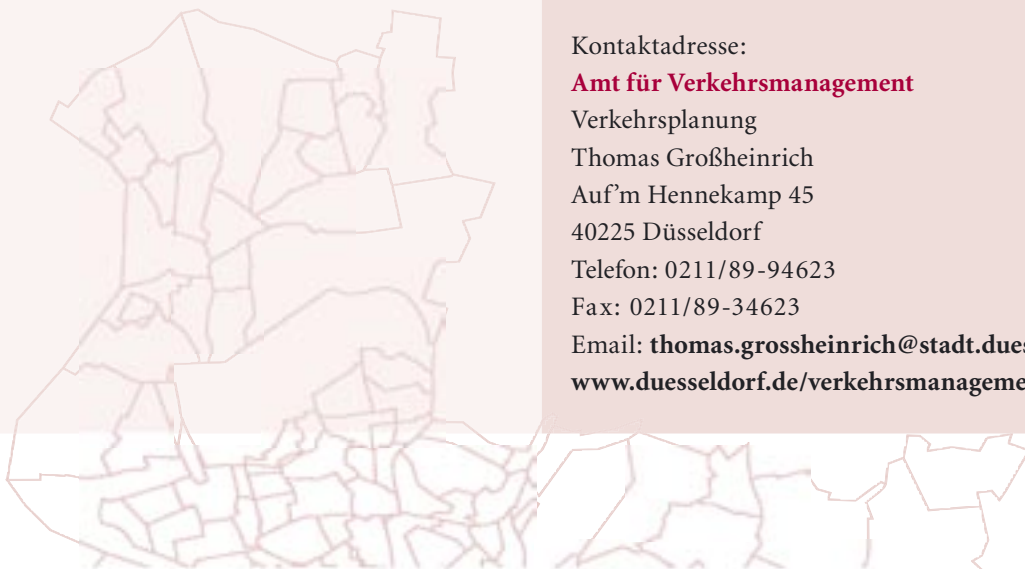 Kontaktadresse:
Amt für Verkehrsmanagement
Verkehrsplanung
Thomas Großheinrich
Auf’m Hennekamp 45
40225 Düsseldorf
Telefon: 0211/89-94623
Fax: 0211/89-34623
Email: thomas.grossheinrich@stadt.dues
www.duesseldorf.de/verkehrsmanageme